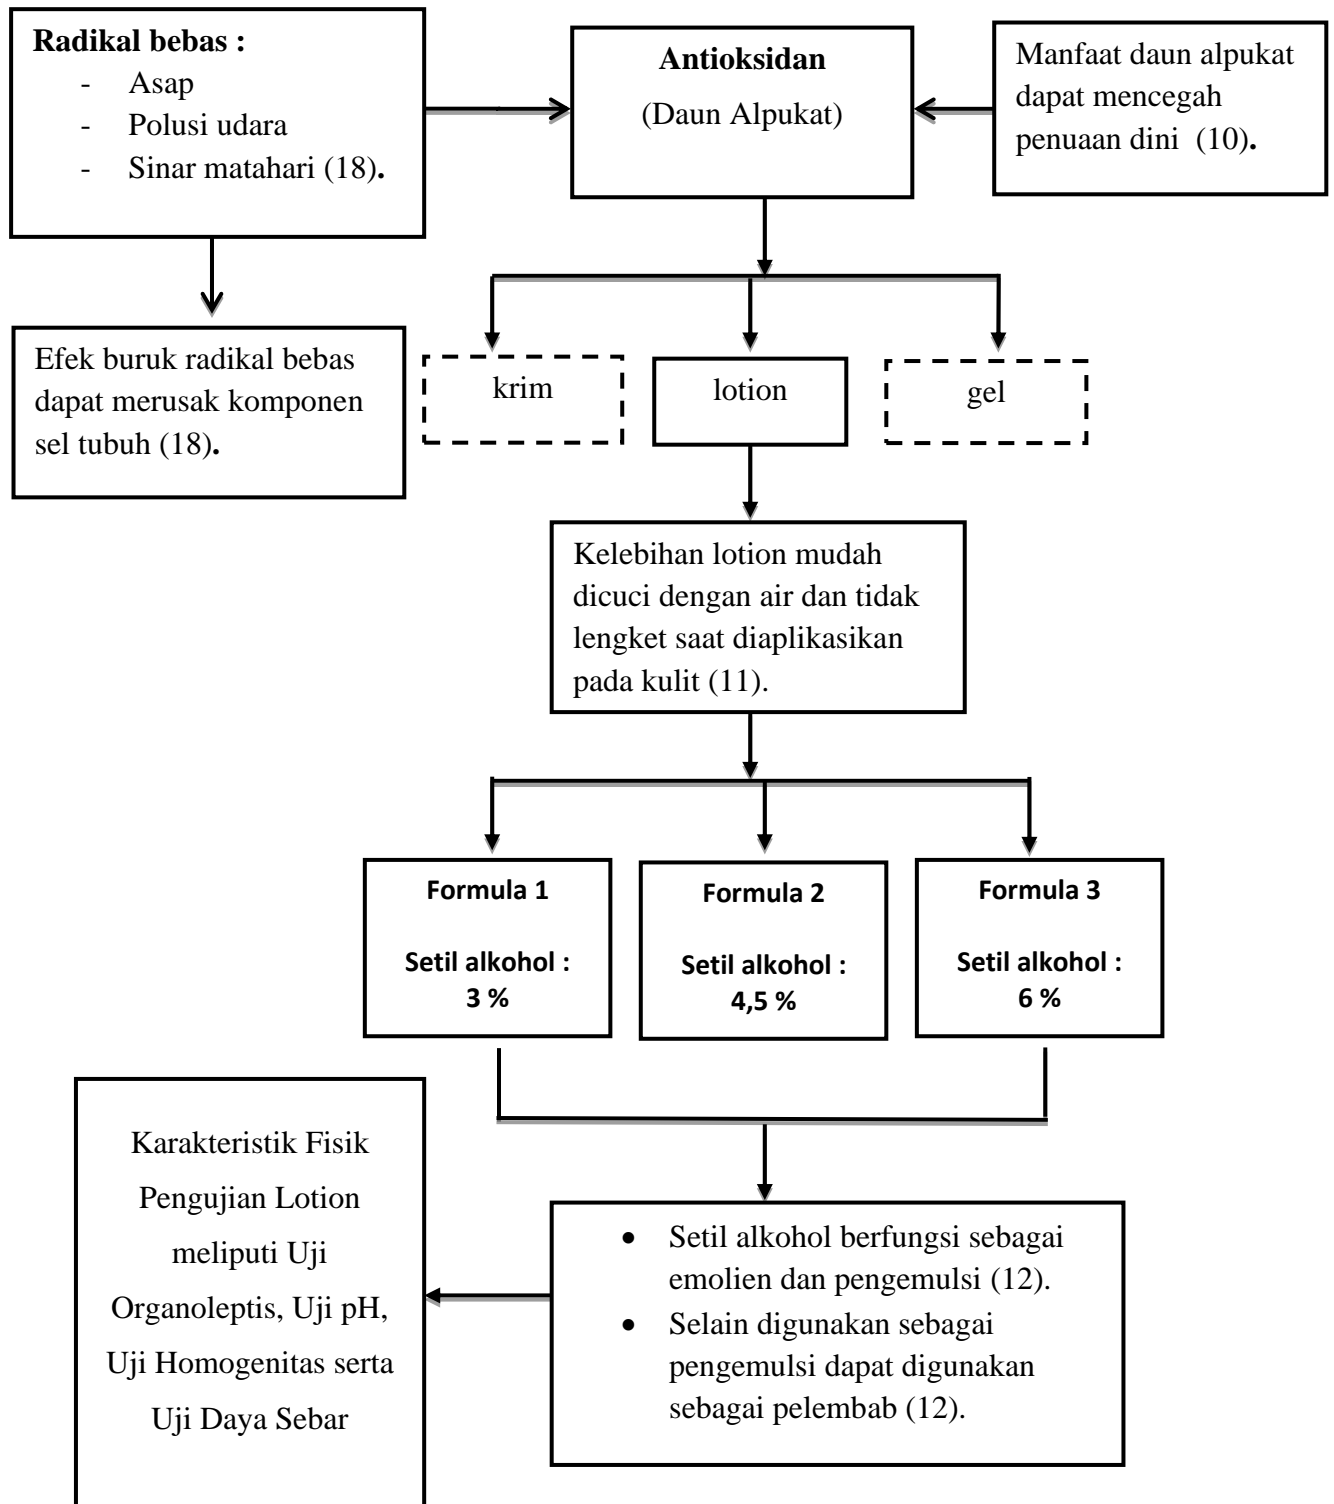 Radikal bebas :
- Asap
- Polusi udara
- Sinar matahari (18).
Antioksidan
(Daun Alpukat)
Manfaat daun alpukat
dapat mencegah
penuaan dini (10).
Efek buruk radikal bebas
dapat merusak komponen
sel tubuh (18).
krim
lotion
gel
Kelebihan lotion mudah
dicuci dengan air dan tidak
lengket saat diaplikasikan
pada kulit (11).
Formula 1
Setil alkohol :
3 %
Formula 2
Setil alkohol :
4,5 %
Formula 3
Setil alkohol :
6 %
Karakteristik Fisik
Pengujian Lotion
meliputi Uji
Organoleptis, Uji pH,
Uji Homogenitas serta
Uji Daya Sebar
• Setil alkohol berfungsi sebagai
emolien dan pengemulsi (12).
• Selain digunakan sebagai
pengemulsi dapat digunakan
sebagai pelembab (12).